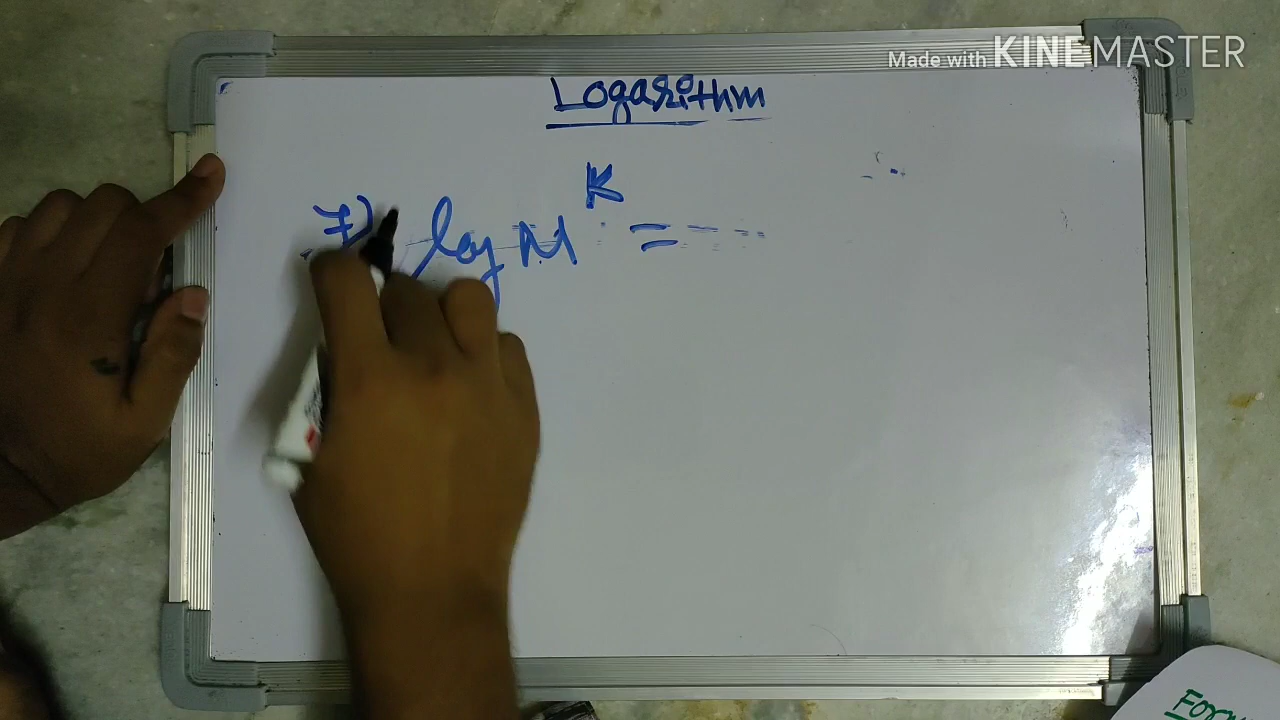 Made with KINEMASTER
Logarithm
7) log M^K = -----